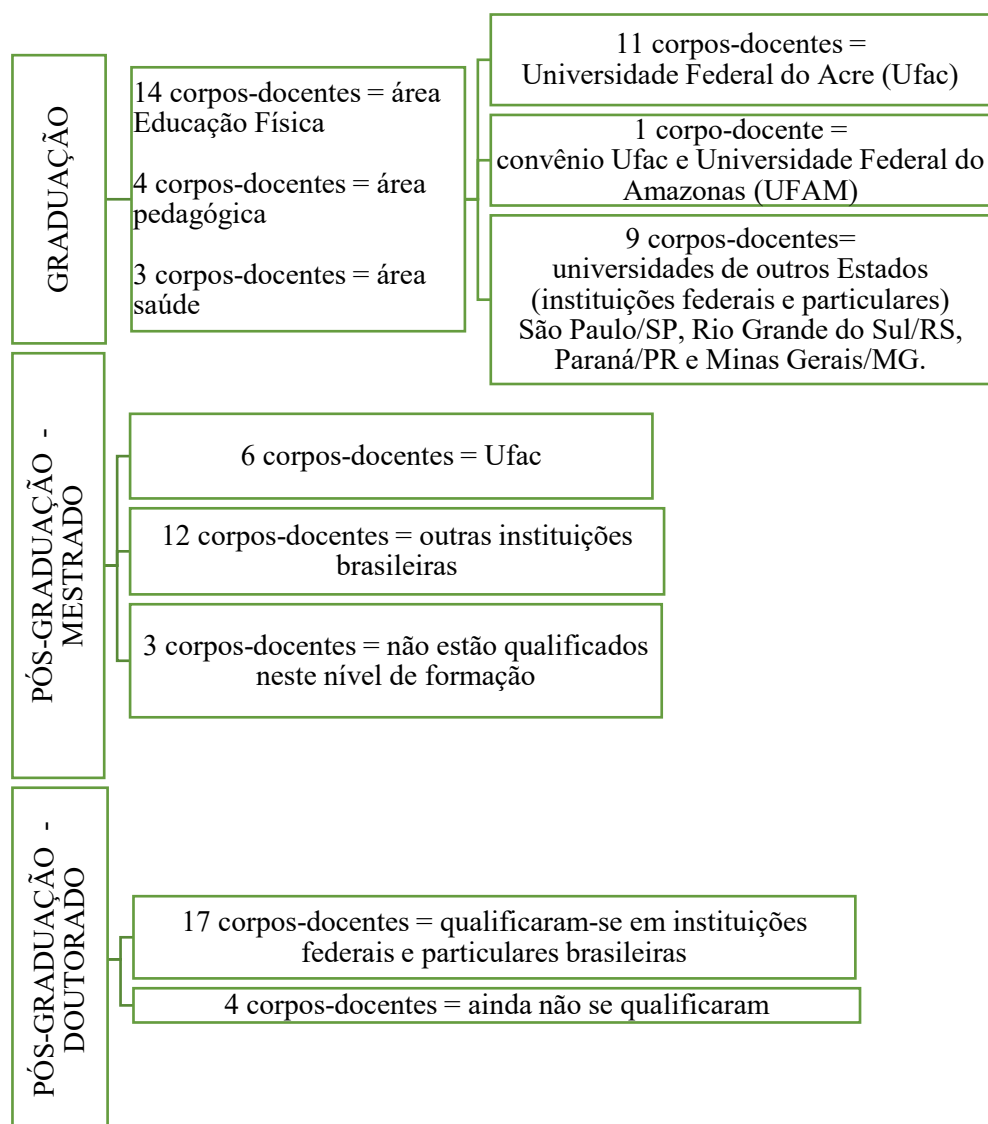 GRADUAÇÃO
14 corpos-docentes = área
Educação Física
4 corpos-docentes = área
pedagógica
3 corpos-docentes = área
saúde
11 corpos-docentes =
Universidade Federal do Acre (Ufac)
1 corpo-docente =
convênio Ufac e Universidade Federal do
Amazonas (UFAM)
9 corpos-docentes=
universidades de outros Estados
(instituições federais e particulares)
São Paulo/SP, Rio Grande do Sul/RS,
Paraná/PR e Minas Gerais/MG.
PÓS-GRADUAÇÃO -
MESTRADO
6 corpos-docentes = Ufac
12 corpos-docentes = outras instituições
brasileiras
3 corpos-docentes = não estão qualificados
neste nível de formação
PÓS-GRADUAÇÃO -
DOUTORADO
17 corpos-docentes = qualificaram-se em instituições
federais e particulares brasileiras
4 corpos-docentes = ainda não se qualificaram